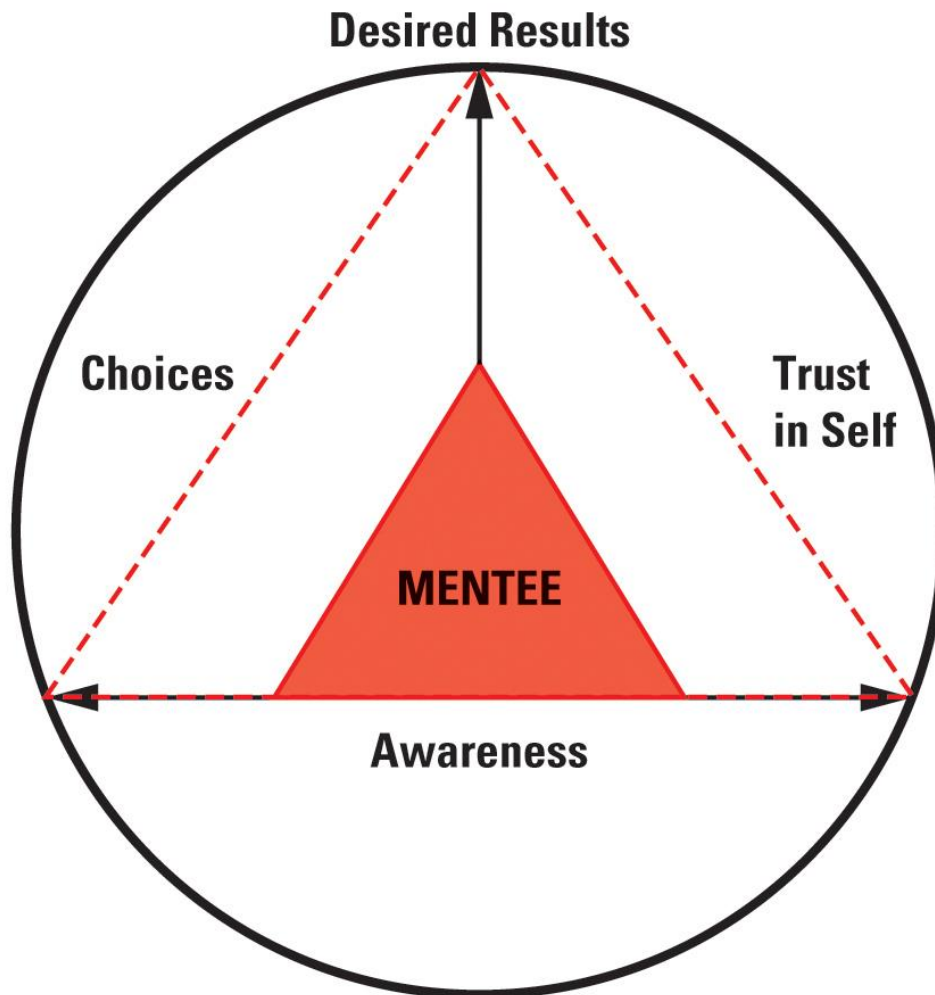 Desired Results
Choices
Trust
in Self
MENTEE
Awareness